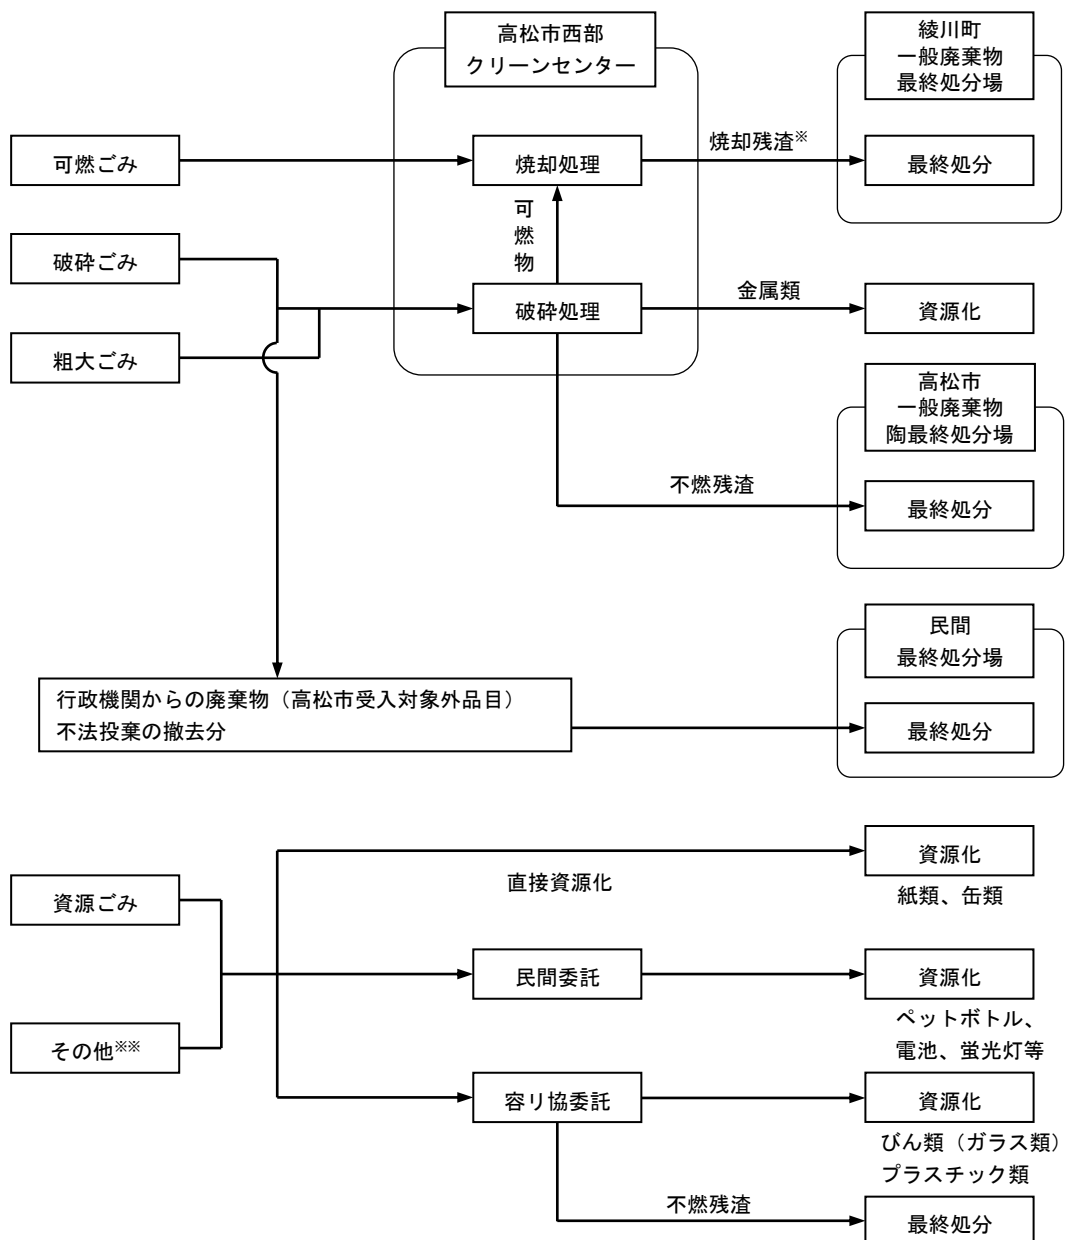 高松市西部
クリーンセンター
綾川町
一般廃棄物
最終処分場
可燃ごみ
焼却処理
焼却残渣※
最終処分
可燃物
破砕ごみ
破砕処理
金属類
資源化
粗大ごみ
高松市
一般廃棄物
陶最終処分場
不燃残渣
最終処分
民間
最終処分場
行政機関からの廃棄物（高松市受入対象外品目）
不法投棄の撤去分
最終処分
資源ごみ
直接資源化
資源化
紙類、缶類
民間委託
資源化
ペットボトル、
電池、蛍光灯等
その他※※
容リ協委託
資源化
びん類（ガラス類）
プラスチック類
不燃残渣
最終処分